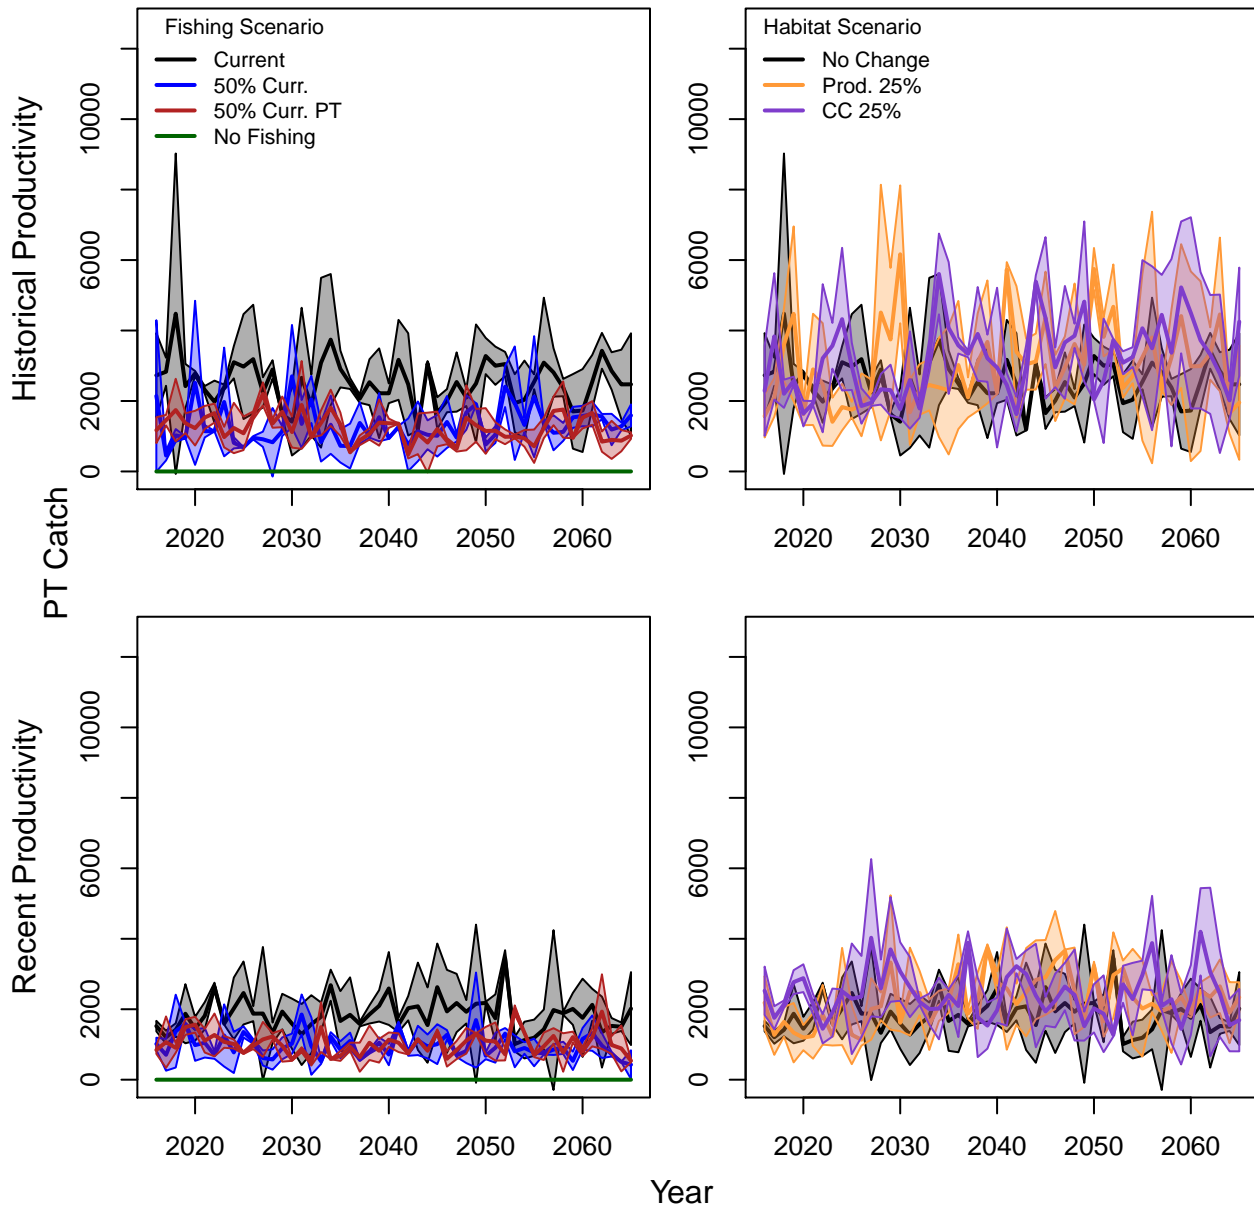 Fishing Scenario
Current
50% Curr.
50% Curr. PT
No Fishing
Habitat Scenario
No Change
Prod. 25%
CC 25%
Historical Productivity
10000
6000
2000
0
2020 2030 2040 2050 2060
10000
6000
2000
0
2020 2030 2040 2050 2060
PT Catch
Recent Productivity
10000
6000
2000
0
2020 2030 2040 2050 2060
10000
6000
2000
0
2020 2030 2040 2050 2060
Year